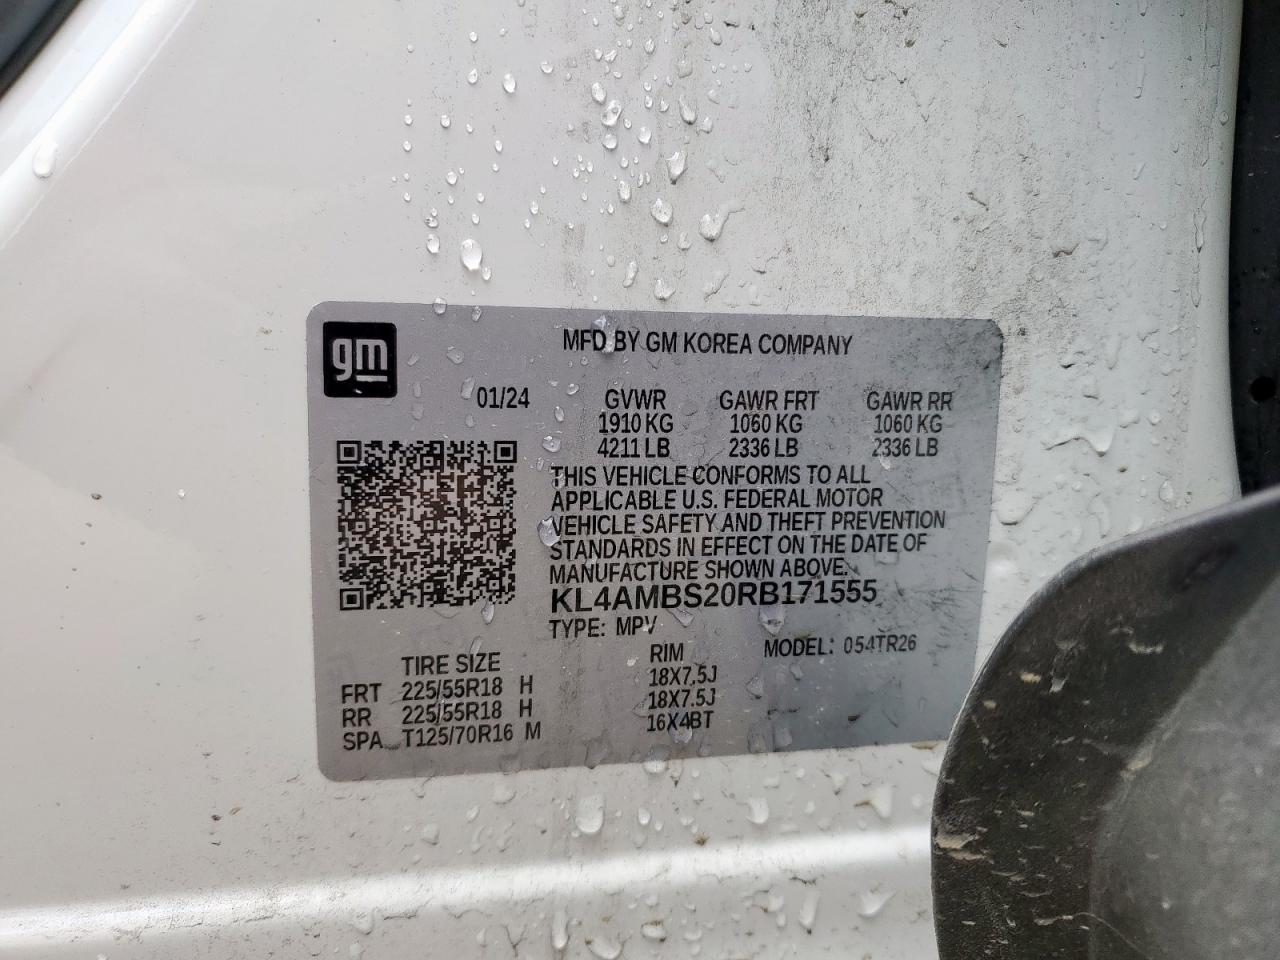 gm
MFD BY GM KOREA COMPANY
01/24 GVWR GAWR FRT GAWR RR
1910 KG 1060 KG 1060 KG
4211 LB 2336 LB 2336 LB
THIS VEHICLE CONFORMS TO ALL
APPLICABLE U.S. FEDERAL MOTOR
VEHICLE SAFETY AND THEFT PREVENTION
STANDARDS IN EFFECT ON THE DATE OF
MANUFACTURE SHOWN ABOVE.
KL4AMBS20RB171555
TYPE: MPV MODEL: 054TR26
TIRE SIZE RIM
FRT 225/55R18 H 18X7.5J
RR 225/55R18 H 18X7.5J
SPA T125/70R16 M 16X4BT